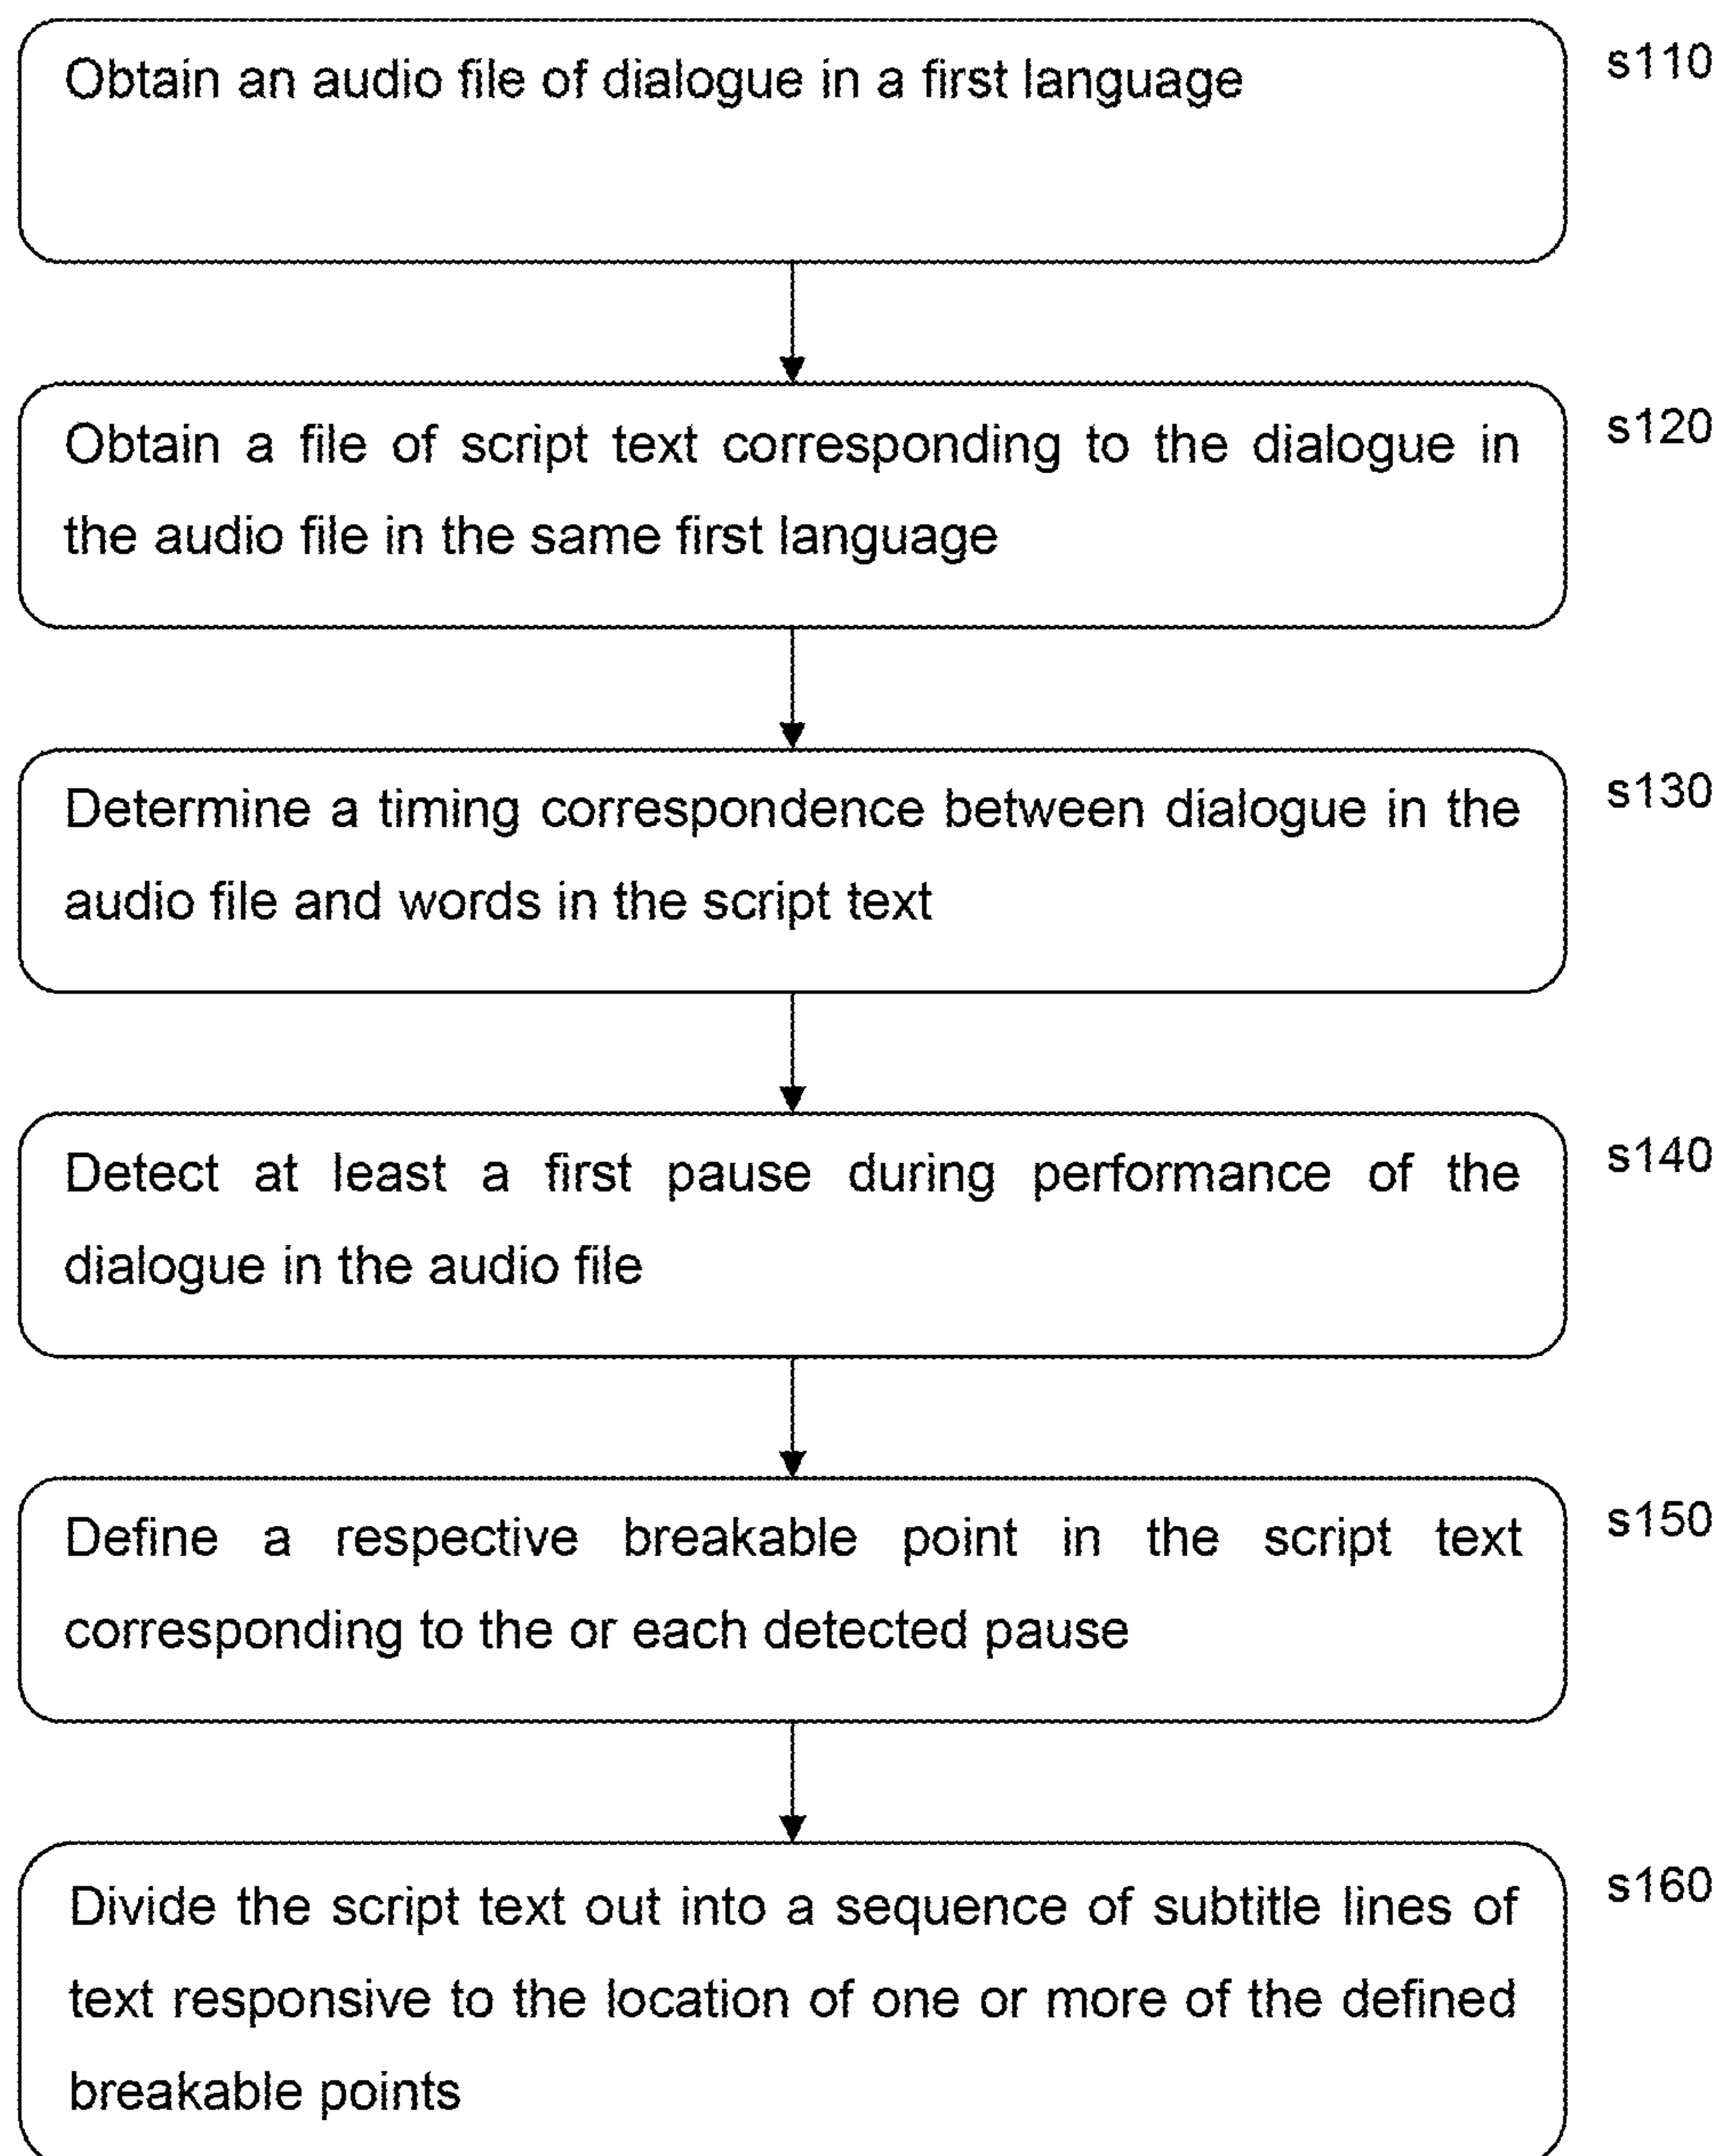 Obtain an audio file of dialogue in a first language
s110
Obtain a file of script text corresponding to the dialogue in
s120
the audio file in the same first language
Determine a timing correspondence between dialogue in the
s130
audio file and words in the script text
Detect at least a first pause during performance of the
s140
dialogue in the audio file
Define a respective breakable point in the script text
s150
corresponding to the or each detected pause
Divide the script text out into a sequence of subtitle lines of
s160
text responsive to the location of one or more of the defined
breakable points